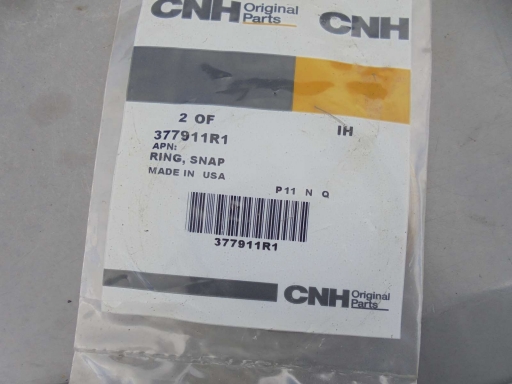 CNH Original Parts CNH
2 OF IH
377911R1
APN:
RING, SNAP
MADE IN USA
P11 N Q
377911R1
CNH Original Parts